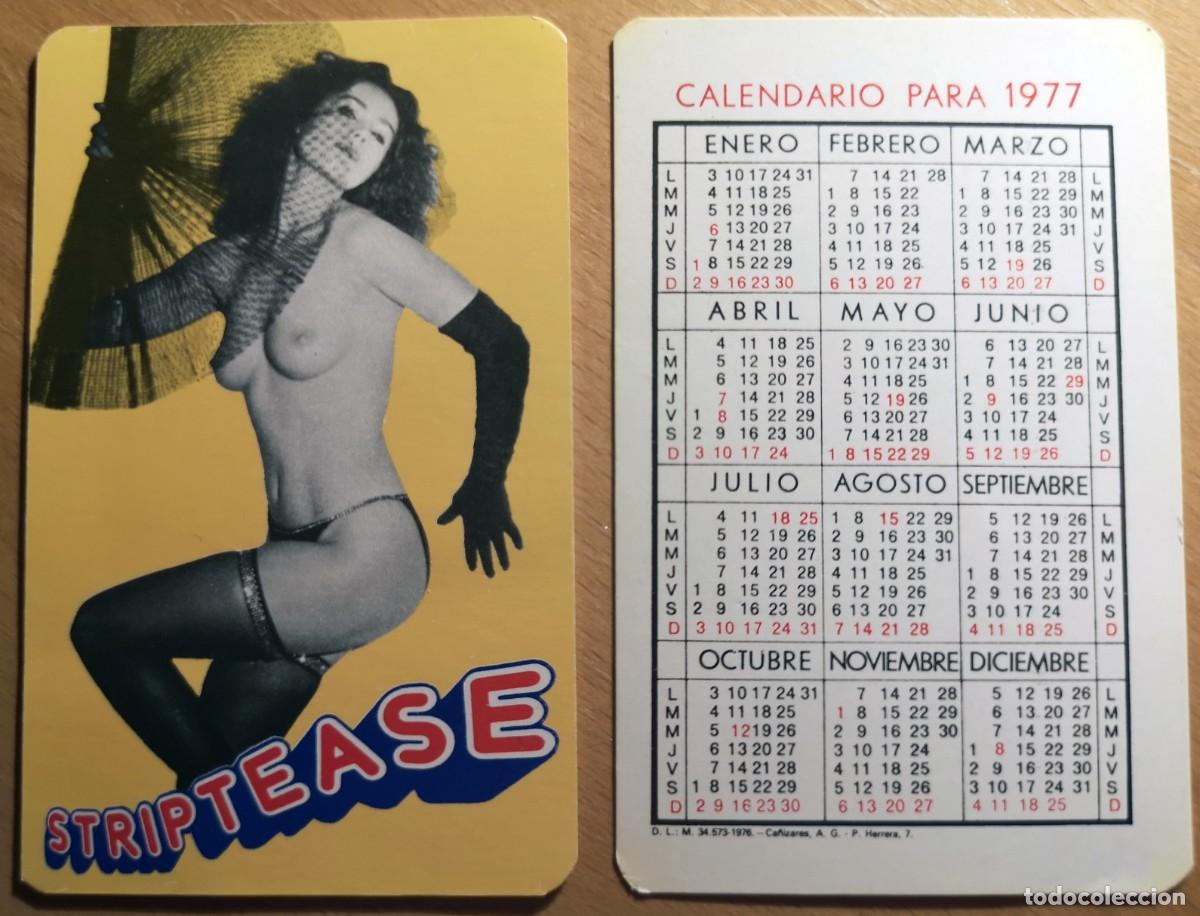 STRIPTEASE
CALENDARIO PARA 1977
ENERO FEBRERO MARZO
L 3 10 17 24 31 7 14 21 28 7 14 21 28 L
M 4 11 18 25 1 8 15 22 1 8 15 22 29 M
M 5 12 19 26 2 9 16 23 2 9 16 23 30 M
J 6 13 20 27 3 10 17 24 3 10 17 24 31 J
V 7 14 21 28 4 11 18 25 4 11 18 25 V
S 1 8 15 22 29 5 12 19 26 5 12 19 26 S
D 2 9 16 23 30 6 13 20 27 6 13 20 27 D
ABRIL MAYO JUNIO
L 4 11 18 25 2 9 16 23 30 6 13 20 27 L
M 5 12 19 26 3 10 17 24 31 7 14 21 28 M
M 6 13 20 27 4 11 18 25 1 8 15 22 29 M
J 7 14 21 28 5 12 19 26 2 9 16 23 30 J
V 1 8 15 22 29 6 13 20 27 3 10 17 24 V
S 2 9 16 23 30 7 14 21 28 4 11 18 25 S
D 3 10 17 24 1 8 15 22 29 5 12 19 26 D
JULIO AGOSTO SEPTIEMBRE
L 4 11 18 25 1 8 15 22 29 5 12 19 26 L
M 5 12 19 26 2 9 16 23 30 6 13 20 27 M
M 6 13 20 27 3 10 17 24 31 7 14 21 28 M
J 7 14 21 28 4 11 18 25 1 8 15 22 29 J
V 1 8 15 22 29 5 12 19 26 2 9 16 23 30 V
S 2 9 16 23 30 6 13 20 27 3 10 17 24 S
D 3 10 17 24 31 7 14 21 28 4 11 18 25 D
OCTUBRE NOVIEMBRE DICIEMBRE
L 3 10 17 24 31 7 14 21 28 5 12 19 26 L
M 4 11 18 25 1 8 15 22 29 6 13 20 27 M
M 5 12 19 26 2 9 16 23 30 7 14 21 28 M
J 6 13 20 27 3 10 17 24 1 8 15 22 29 J
V 7 14 21 28 4 11 18 25 2 9 16 23 30 V
S 1 8 15 22 29 5 12 19 26 3 10 17 24 31 S
D 2 9 16 23 30 6 13 20 27 4 11 18 25 D
D. L.: M. 34.573-1976. – Cañizares, A. G. - P. Herrera, 7.
todocoleccion